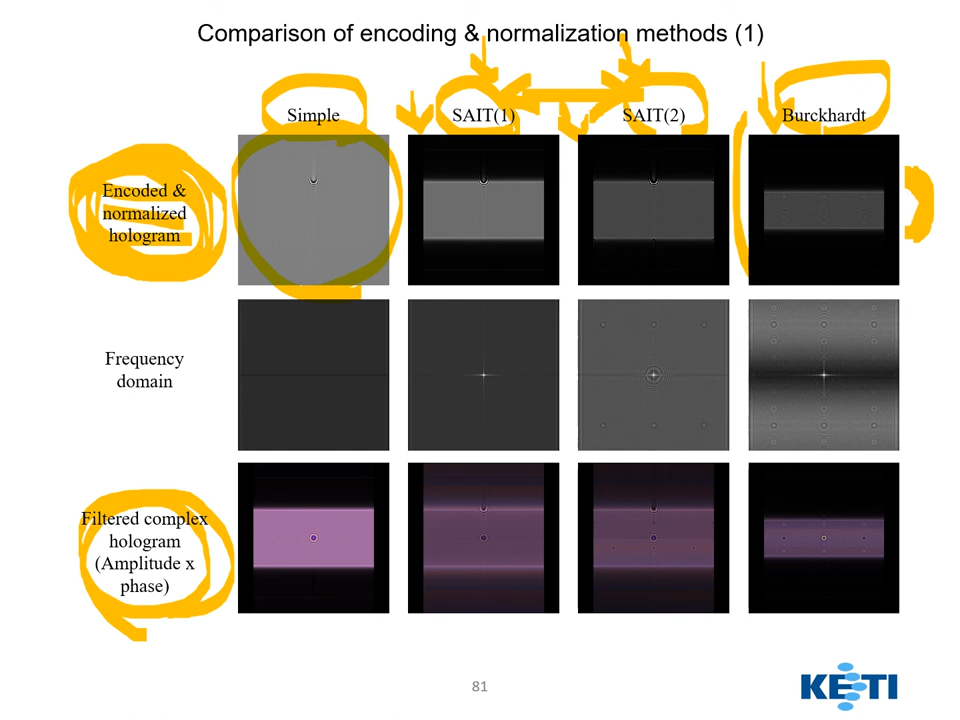 Comparison of encoding & normalization methods (1)
Simple
SAIT(1)
SAIT(2)
Burckhardt
Encoded &
normalized
hologram
Frequency
domain
Filtered complex
hologram
(Amplitude x
phase)
81
KETI